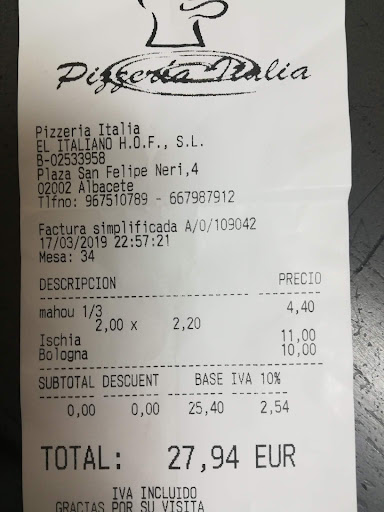 Pizzería Italia
Pizzeria Italia
EL ITALIANO H.O.F., S.L.
B-02533958
Plaza San Felipe Neri,4
02002 Albacete
Tlfno: 967510789 - 667987912
Factura simplificada A/0/109042
17/03/2019 22:57:21
Mesa: 34
DESCRIPCION PRECIO
mahou 1/3 4,40
2,00 x 2,20
Ischia 11,00
Bologna 10,00
SUBTOTAL DESCUENT BASE IVA 10%
0,00 0,00 25,40 2,54
TOTAL: 27,94 EUR
IVA INCLUIDO
GRACIAS POR SU VISITA